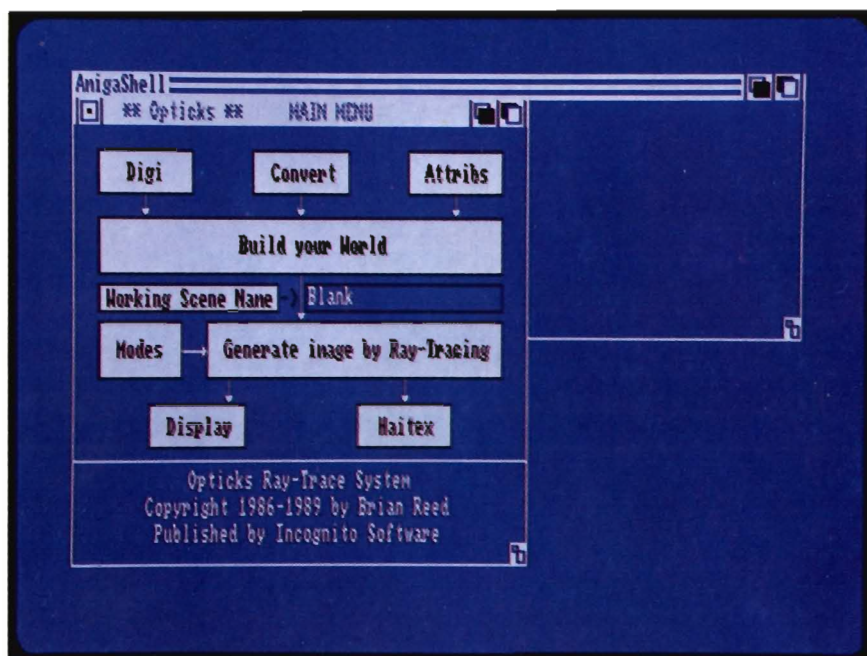 AmigaShell
** Opticks ** MAIN MENU
Digi Convert Attribs
Build your World
Working Scene Name -> Blank
Modes Generate image by Ray-Tracing
Display Haitex
Opticks Ray-Trace System
Copyright 1986-1989 by Brian Reed
Published by Incognito Software